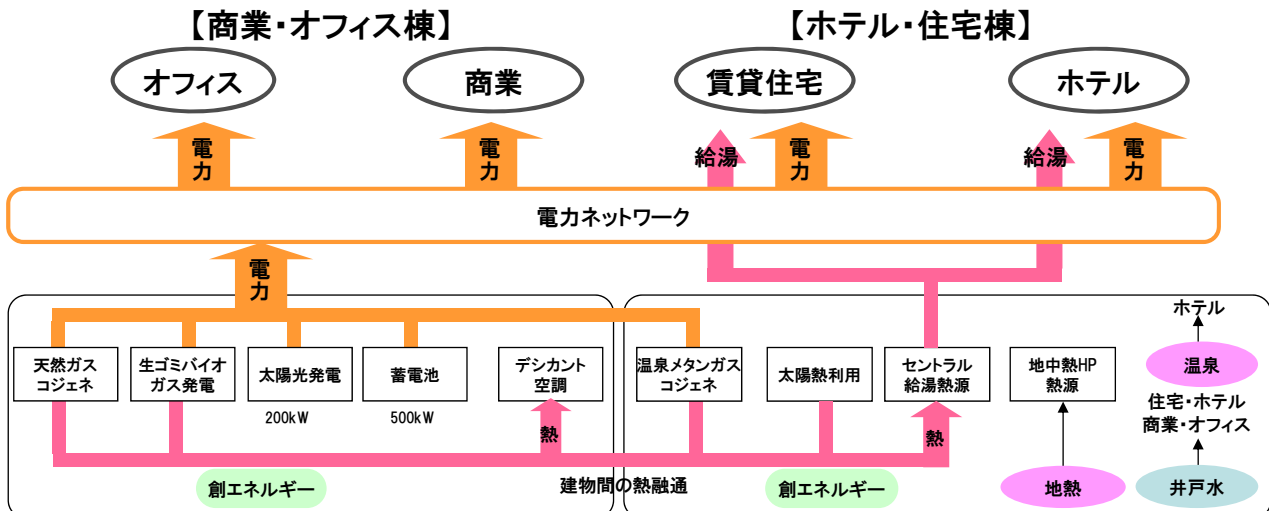 【商業・オフィス棟】
【ホテル・住宅棟】
オフィス
商業
賃貸住宅
ホテル
電力
電力
給湯
電力
給湯
電力
電力ネットワーク
電力
ホテル
天然ガス
コジェネ
生ゴミバイオ
ガス発電
太陽光発電
蓄電池
デシカント
空調
温泉メタンガス
コジェネ
太陽熱利用
セントラル
給湯熱源
地中熱HP
熱源
温泉
200kW
500kW
住宅・ホテル
商業・オフィス
熱
熱
創エネルギー
建物間の熱融通
創エネルギー
地熱
井戸水